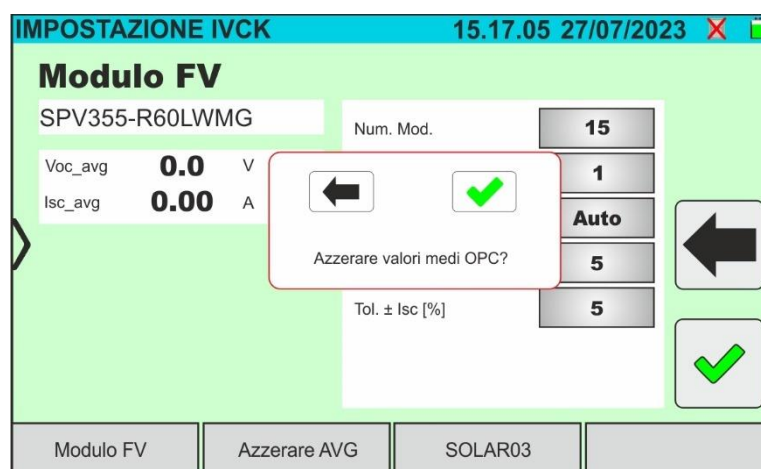 IMPOSTAZIONE IVCK 15.17.05 27/07/2023
Modulo FV
SPV355-R60LWMG
Num. Mod. 15
Voc_avg 0.0 V
1
Isc_avg 0.00 A
Auto
Azzerare valori medi OPC?
5
Tol. ± Isc [%] 5
Modulo FV Azzerare AVG SOLAR03